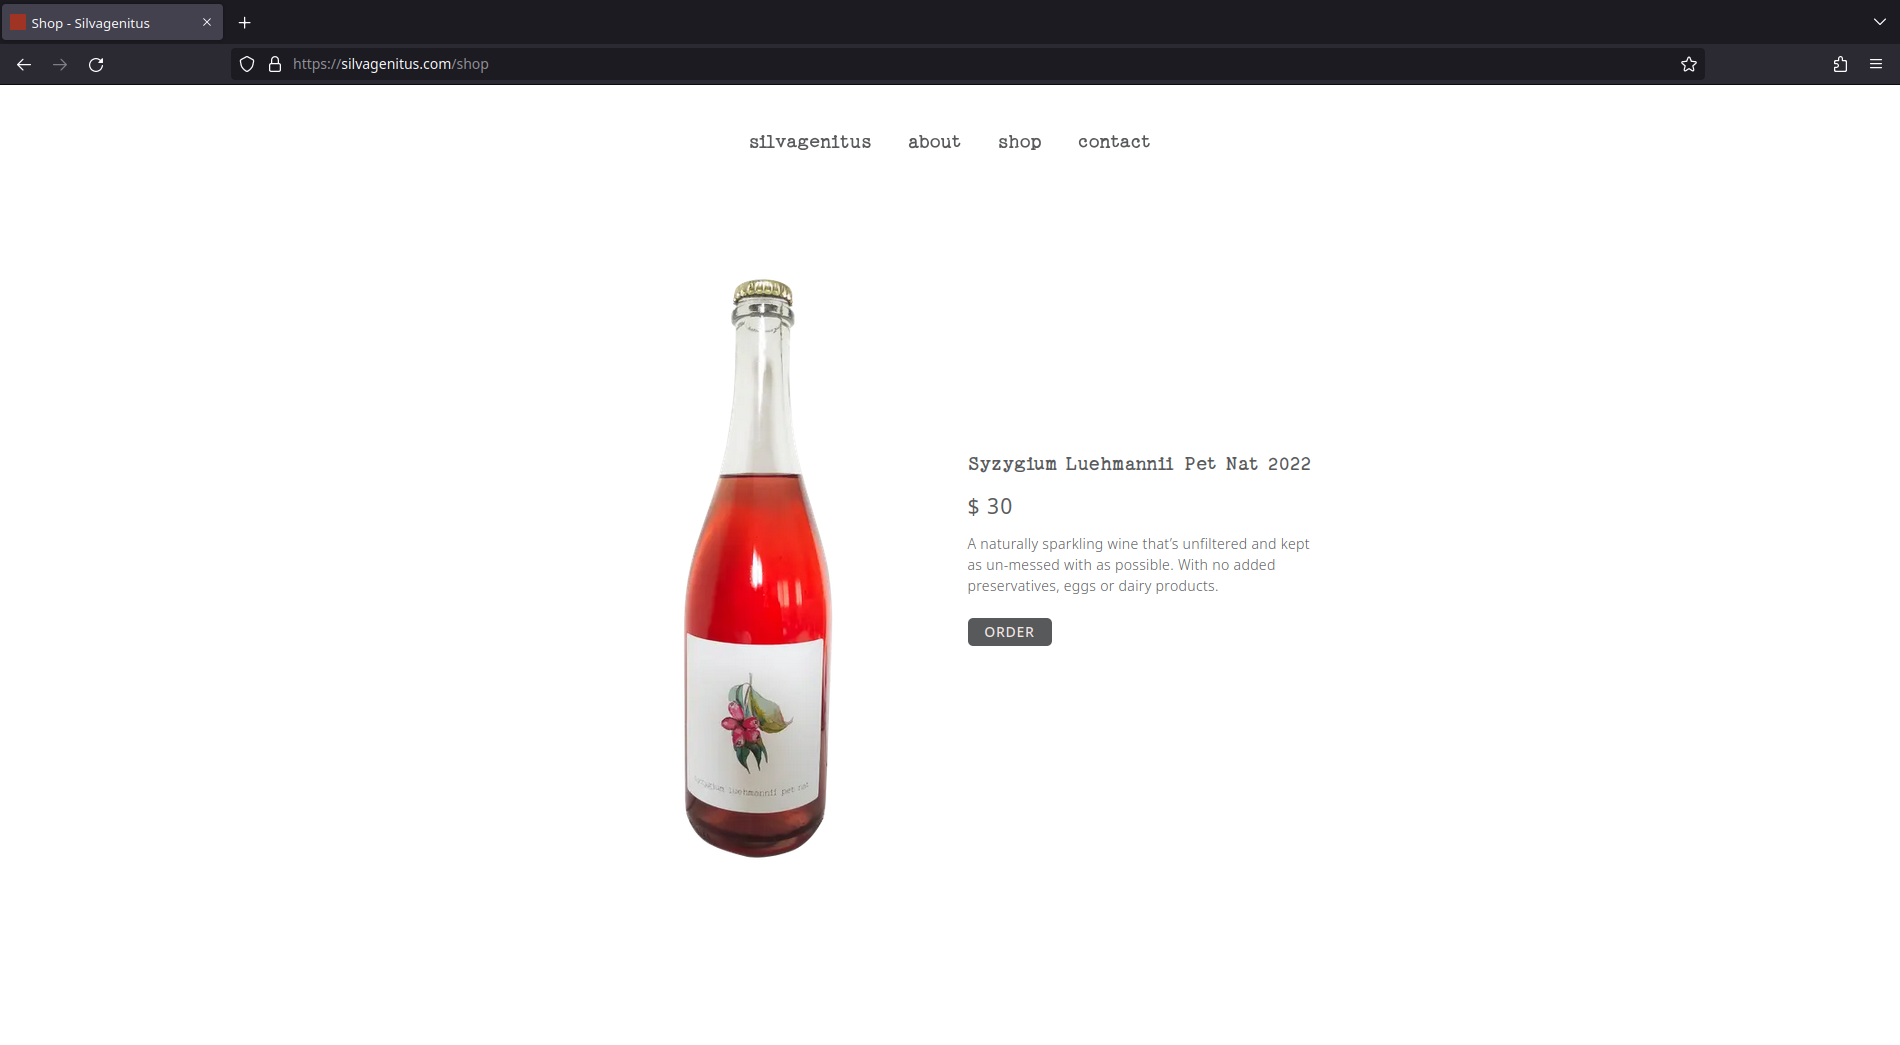 Shop - Silvagenitus
https://silvagenitus.com/shop
silvagenitus about shop contact
Syzygium Luehmannii Pet Nat 2022
$ 30
A naturally sparkling wine that's unfiltered and kept
as un-messed with as possible. With no added
preservatives, eggs or dairy products.
ORDER
luehmannii pet nat